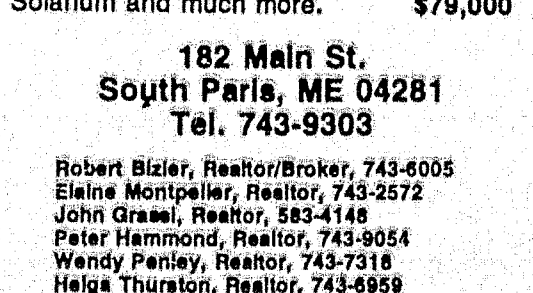 Solarium and much more. $79,000
182 Main St.
South Paris, ME 04281
Tel. 743-9303
Robert Bizier, Realtor/Broker, 743-6005
Elaine Montpelier, Realtor, 743-2572
John Grasel, Realtor, 583-4148
Peter Hammond, Realtor, 743-9054
Wendy Penley, Realtor, 743-7318
Helga Thurston, Realtor, 743-6959